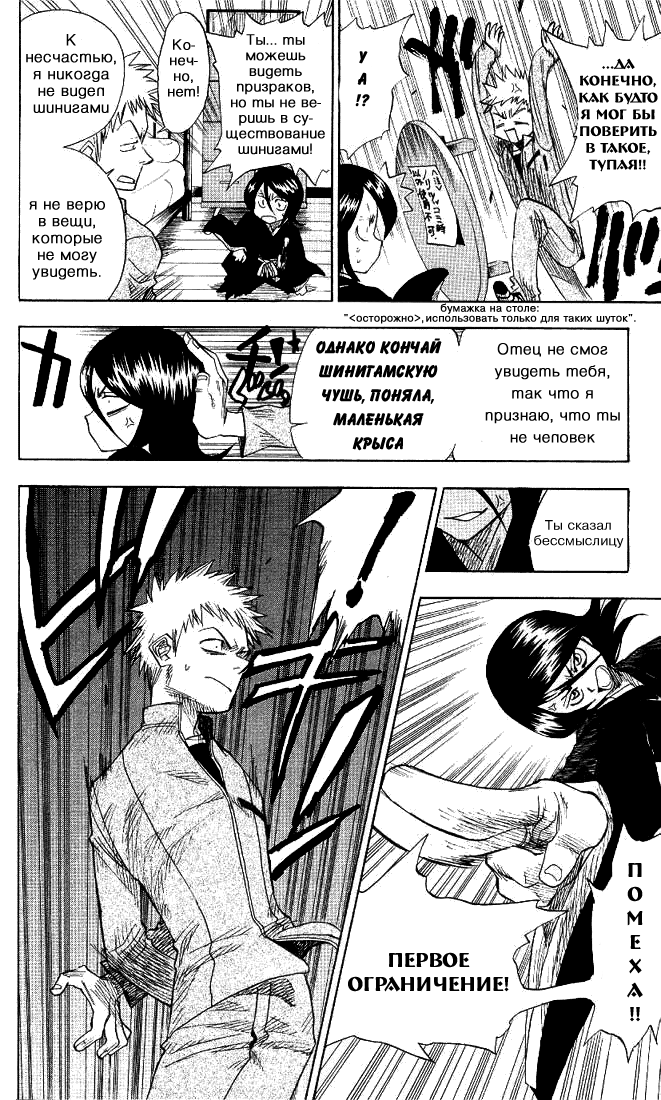 ...ДА
КОНЕЧНО,
КАК БУДТО
Я МОГ БЫ
ПОВЕРИТЬ
В ТАКОЕ,
ТУПАЯ!!
У
А
!?
Ты... ты
можешь
видеть
призраков,
но ты не ве-
ришь в су-
ществование
шинигами!
Ко-
неч-
но,
нет!
К
несчастью,
я никогда
не видел
шинигами
я не верю
в вещи,
которые
не могу
увидеть.
бумажка на столе:
"<осторожно>, использовать только для таких шуток".
Отец не смог
увидеть тебя,
так что я
признаю, что ты
не человек
ОДНАКО КОНЧАЙ
ШИНИГАМСКУЮ
ЧУШЬ, ПОНЯЛА,
МАЛЕНЬКАЯ
КРЫСА
Ты сказал
бессмыслицу
ПОМЕХА!!
ПЕРВОЕ
ОГРАНИЧЕНИЕ!
!